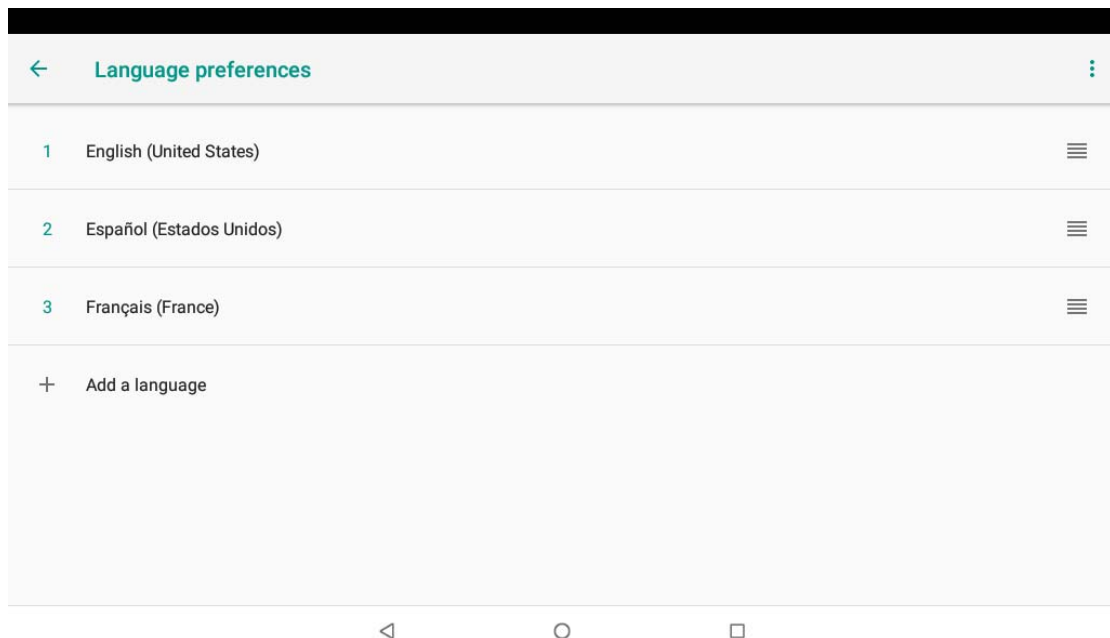 Language preferences
1 English (United States)
2 Español (Estados Unidos)
3 Français (France)
Add a language